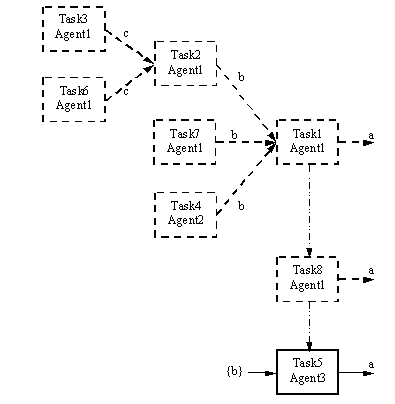 Task3
Agent1
c
Task2
Agent1
Task6
Agent1
c
b
Task7
Agent1
b
Task1
Agent1
a
Task4
Agent2
b
Task8
Agent1
a
{b}
Task5
Agent3
a